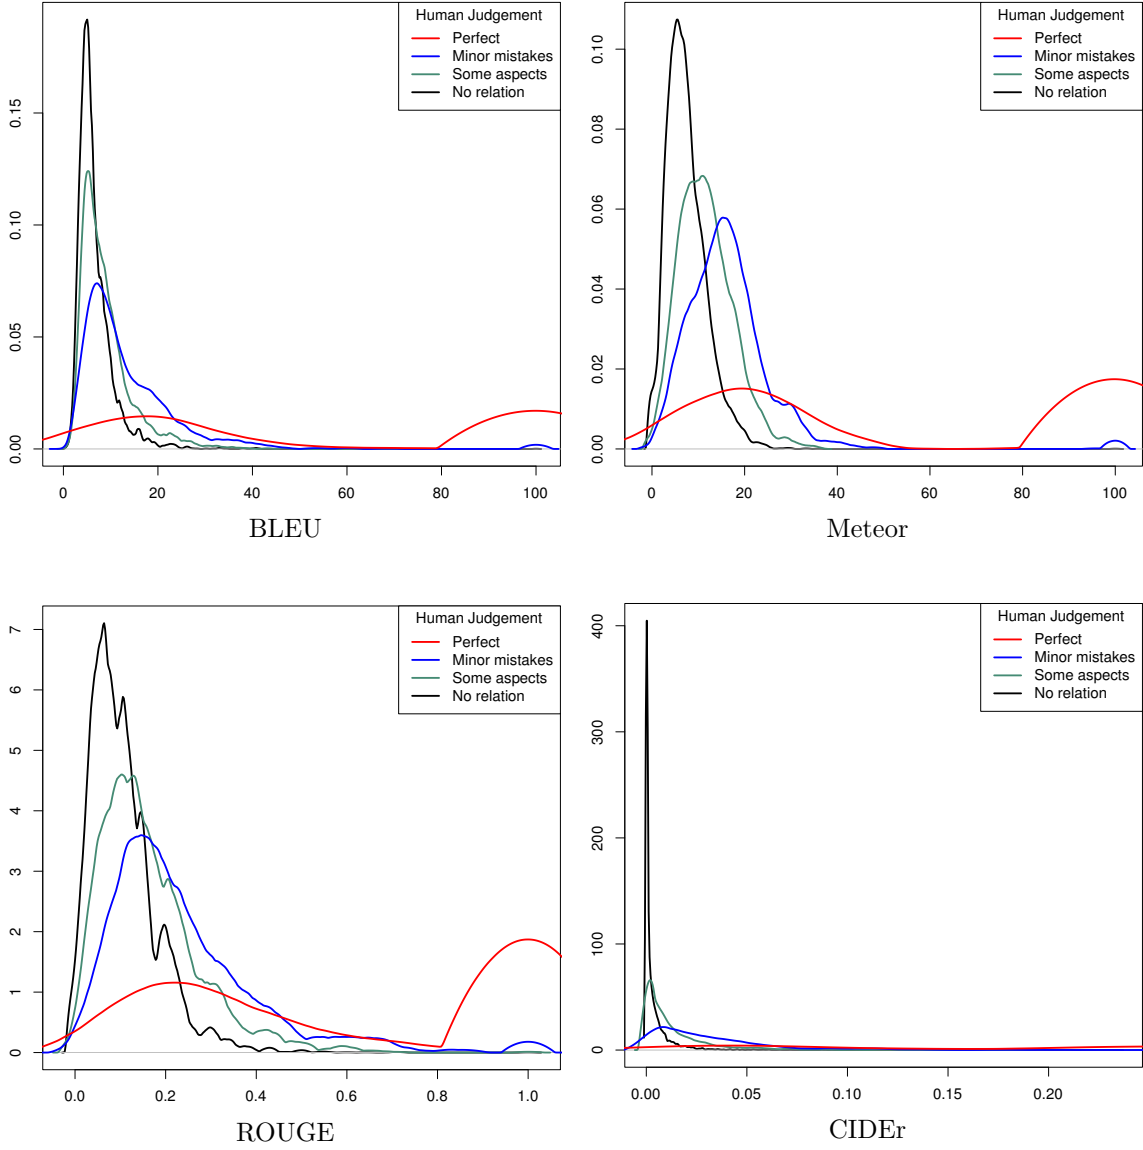 Human Judgement
Perfect
Minor mistakes
Some aspects
No relation
0.00
0.05
0.10
0.15
0 20 40 60 80 100
BLEU
Human Judgement
Perfect
Minor mistakes
Some aspects
No relation
0.00
0.02
0.04
0.06
0.08
0.10
0 20 40 60 80 100
Meteor
Human Judgement
Perfect
Minor mistakes
Some aspects
No relation
0
1
2
3
4
5
6
7
0.0 0.2 0.4 0.6 0.8 1.0
ROUGE
Human Judgement
Perfect
Minor mistakes
Some aspects
No relation
0
100
200
300
400
0.00 0.05 0.10 0.15 0.20
CIDEr